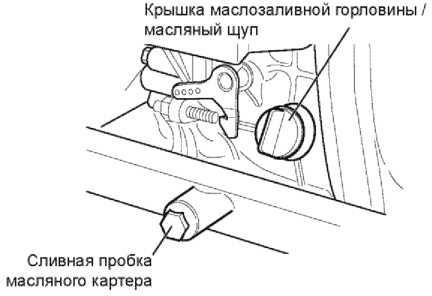 Крышка маслозаливной горловины /
масляный щуп
Сливная пробка
масляного картера